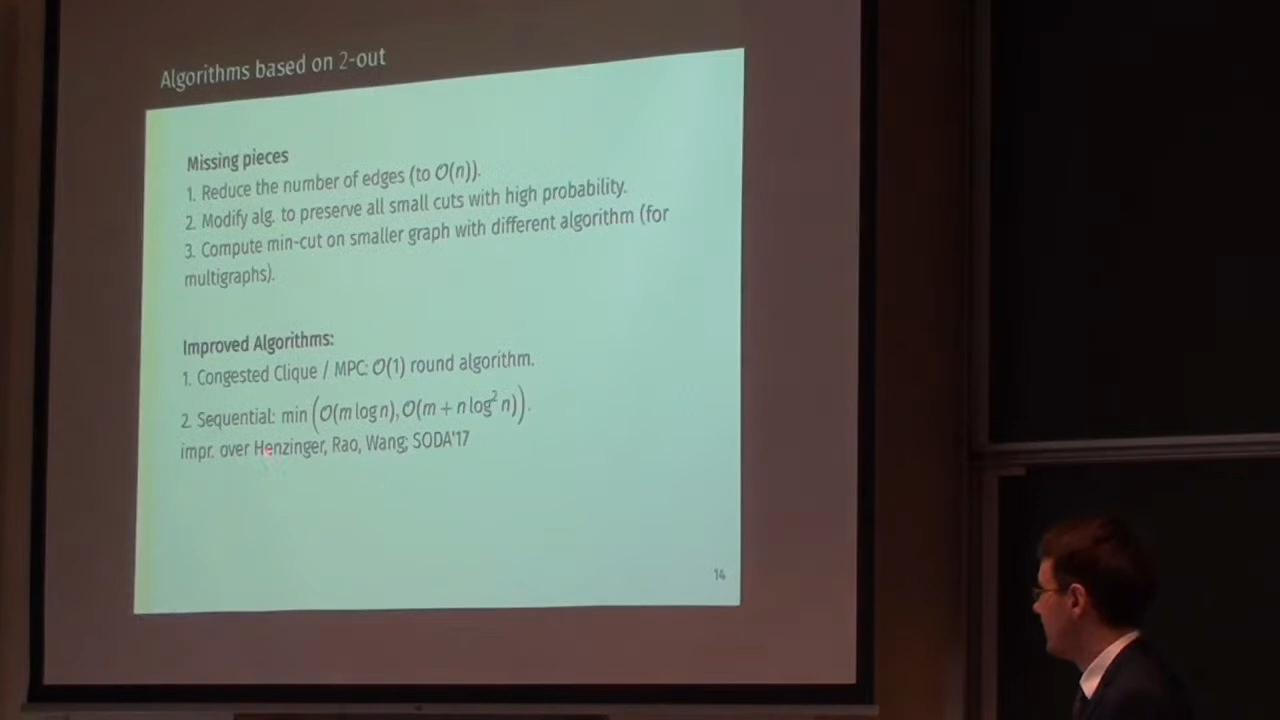 Algorithms based on 2-out
Missing pieces
1. Reduce the number of edges (to O(n)).
2. Modify alg. to preserve all small cuts with high probability.
3. Compute min-cut on smaller graph with different algorithm (for
multigraphs).
Improved Algorithms:
1. Congested Clique / MPC: O(1) round algorithm.
2. Sequential: min (O(m log n), O(m + n log² n)).
impr. over Henzinger, Rao, Wang; SODA'17
14